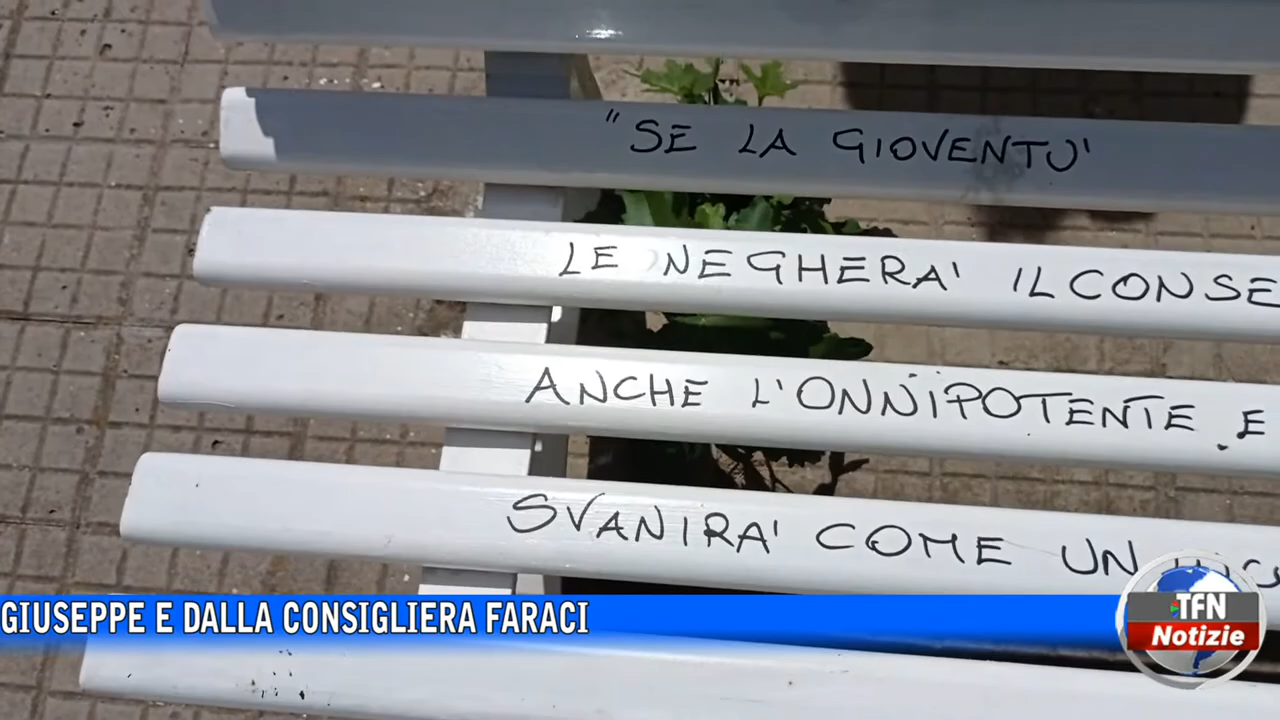 "SE LA GIOVENTU'
LE NEGHERA' IL CONSE
ANCHE L'ONNIPOTENTE E
SVANIRA' COME UN
GIUSEPPE E DALLA CONSIGLIERA FARACI
TFN
Notizie